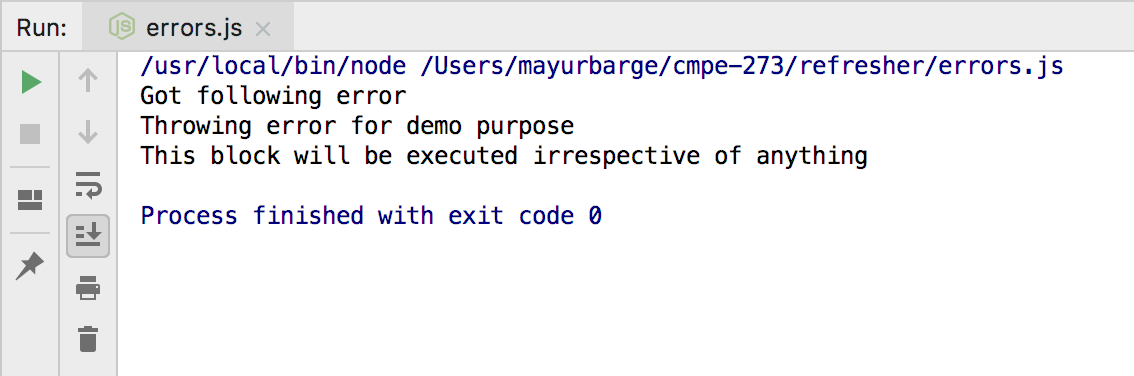 Run:
JS errors.js
/usr/local/bin/node /Users/mayurbarge/cmpe-273/refresher/errors.js
Got following error
Throwing error for demo purpose
This block will be executed irrespective of anything
Process finished with exit code 0